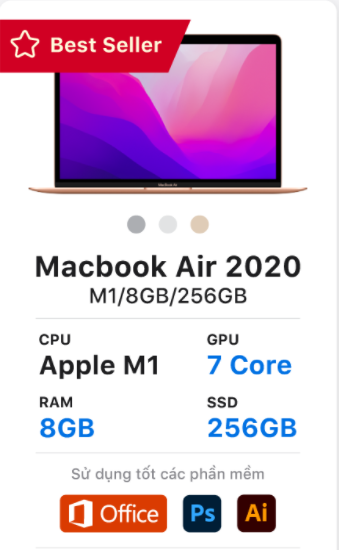 Best Seller
Macbook Air
Macbook Air 2020
M1/8GB/256GB
CPU
Apple M1
GPU
7 Core
RAM
8GB
SSD
256GB
Sử dụng tốt các phần mềm
Office
Ps
Ai